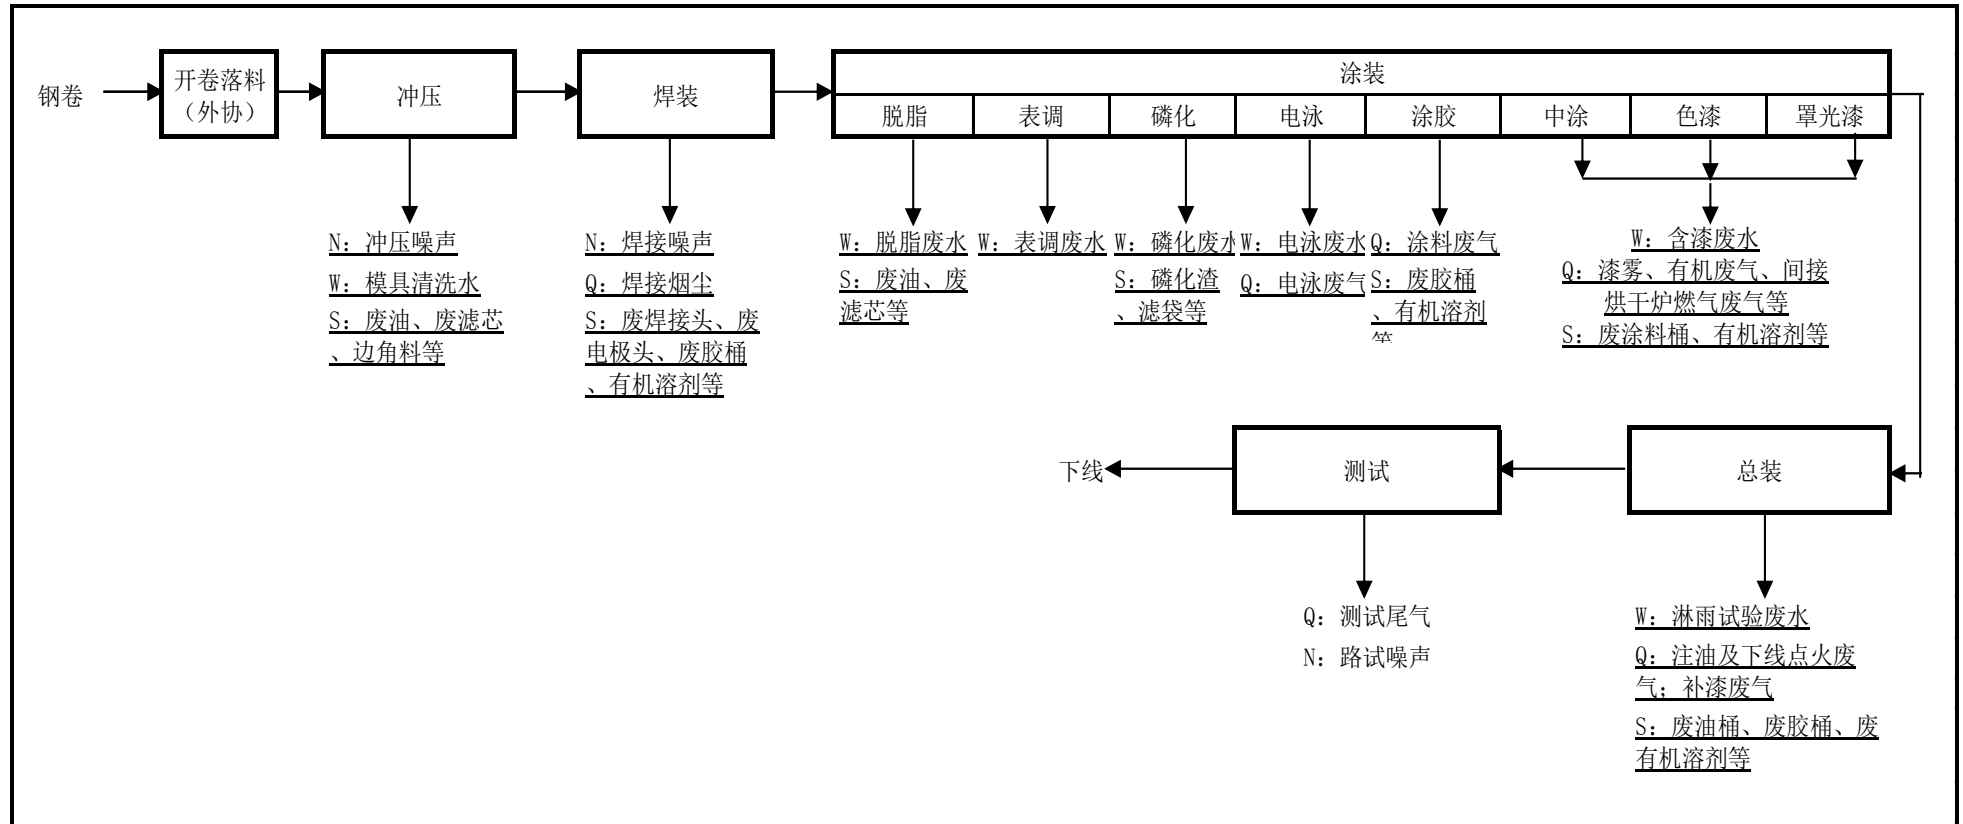 钢卷
开卷落料
（外协）
冲压
焊装
涂装
脱脂
表调
磷化
电泳
涂胶
中涂
色漆
罩光漆
N：冲压噪声
W：模具清洗水
S：废油、废滤芯
、边角料等
N：焊接噪声
Q：焊接烟尘
S：废焊接头、废
电极头、废胶桶
、有机溶剂等
W：脱脂废水
S：废油、废
滤芯等
W：表调废水
W：磷化废水
S：磷化渣
、滤袋等
W：电泳废水
Q：电泳废气
Q：涂料废气
S：废胶桶
、有机溶剂
等
W：含漆废水
Q：漆雾、有机废气、间接
烘干炉燃气废气等
S：废涂料桶、有机溶剂等
下线
测试
总装
Q：测试尾气
N：路试噪声
W：淋雨试验废水
Q：注油及下线点火废
气；补漆废气
S：废油桶、废胶桶、废
有机溶剂等